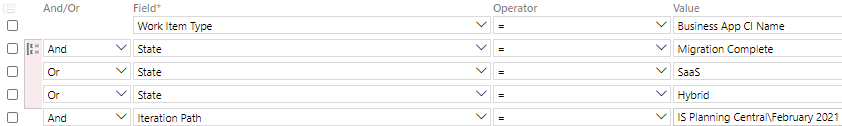 And/Or Field* Operator Value
Work Item Type = Business App CI Name
And State = Migration Complete
Or State = SaaS
Or State = Hybrid
And Iteration Path = IS Planning Central\February 2021